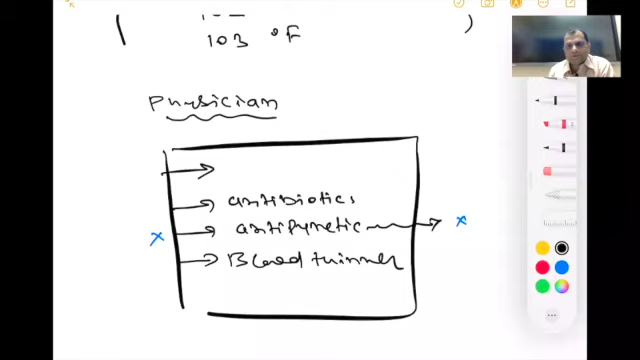 103 °F
Physician
antibiotics
x antipyretic x
Blood thinner